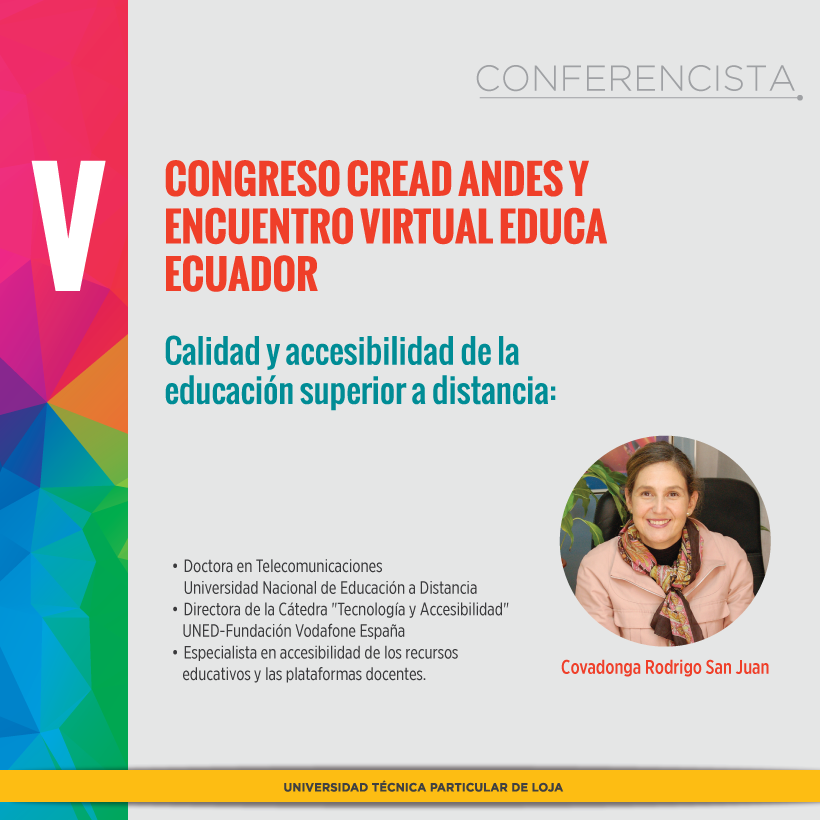 CONFERENCISTA
V
CONGRESO CREAD ANDES Y
ENCUENTRO VIRTUAL EDUCA
ECUADOR
Calidad y accesibilidad de la
educación superior a distancia:
• Doctora en Telecomunicaciones
Universidad Nacional de Educación a Distancia
• Directora de la Cátedra "Tecnología y Accesibilidad"
UNED-Fundación Vodafone España
• Especialista en accesibilidad de los recursos
educativos y las plataformas docentes.
Covadonga Rodrigo San Juan
UNIVERSIDAD TÉCNICA PARTICULAR DE LOJA